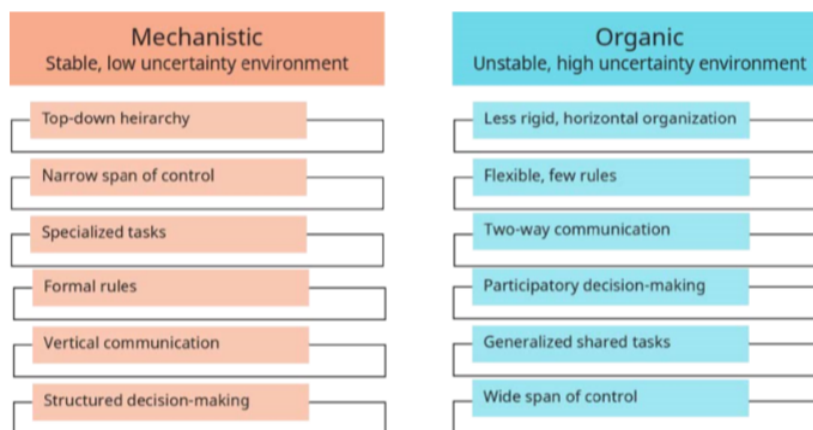 Mechanistic
Stable, low uncertainty environment
Top-down heirarchy
Narrow span of control
Specialized tasks
Formal rules
Vertical communication
Structured decision-making
Organic
Unstable, high uncertainty environment
Less rigid, horizontal organization
Flexible, few rules
Two-way communication
Participatory decision-making
Generalized shared tasks
Wide span of control